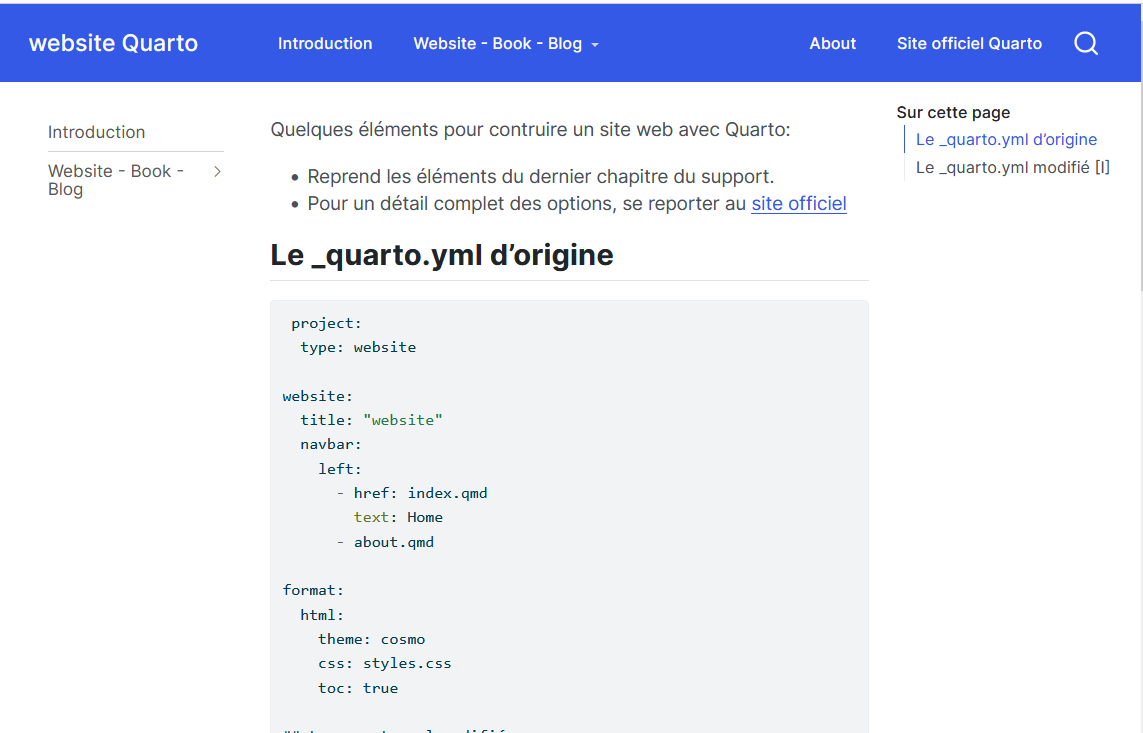 website Quarto
Introduction
Website - Book - Blog
About
Site officiel Quarto
Introduction
Website - Book -
Blog
Quelques éléments pour contruire un site web avec Quarto:
• Reprend les éléments du dernier chapitre du support.
• Pour un détail complet des options, se reporter au site officiel
Le _quarto.yml d’origine
project:
type: website
website:
title: "website"
navbar:
left:
- href: index.qmd
text: Home
- about.qmd
format:
html:
theme: cosmo
css: styles.css
toc: true
Sur cette page
Le _quarto.yml d’origine
Le _quarto.yml modifié [I]